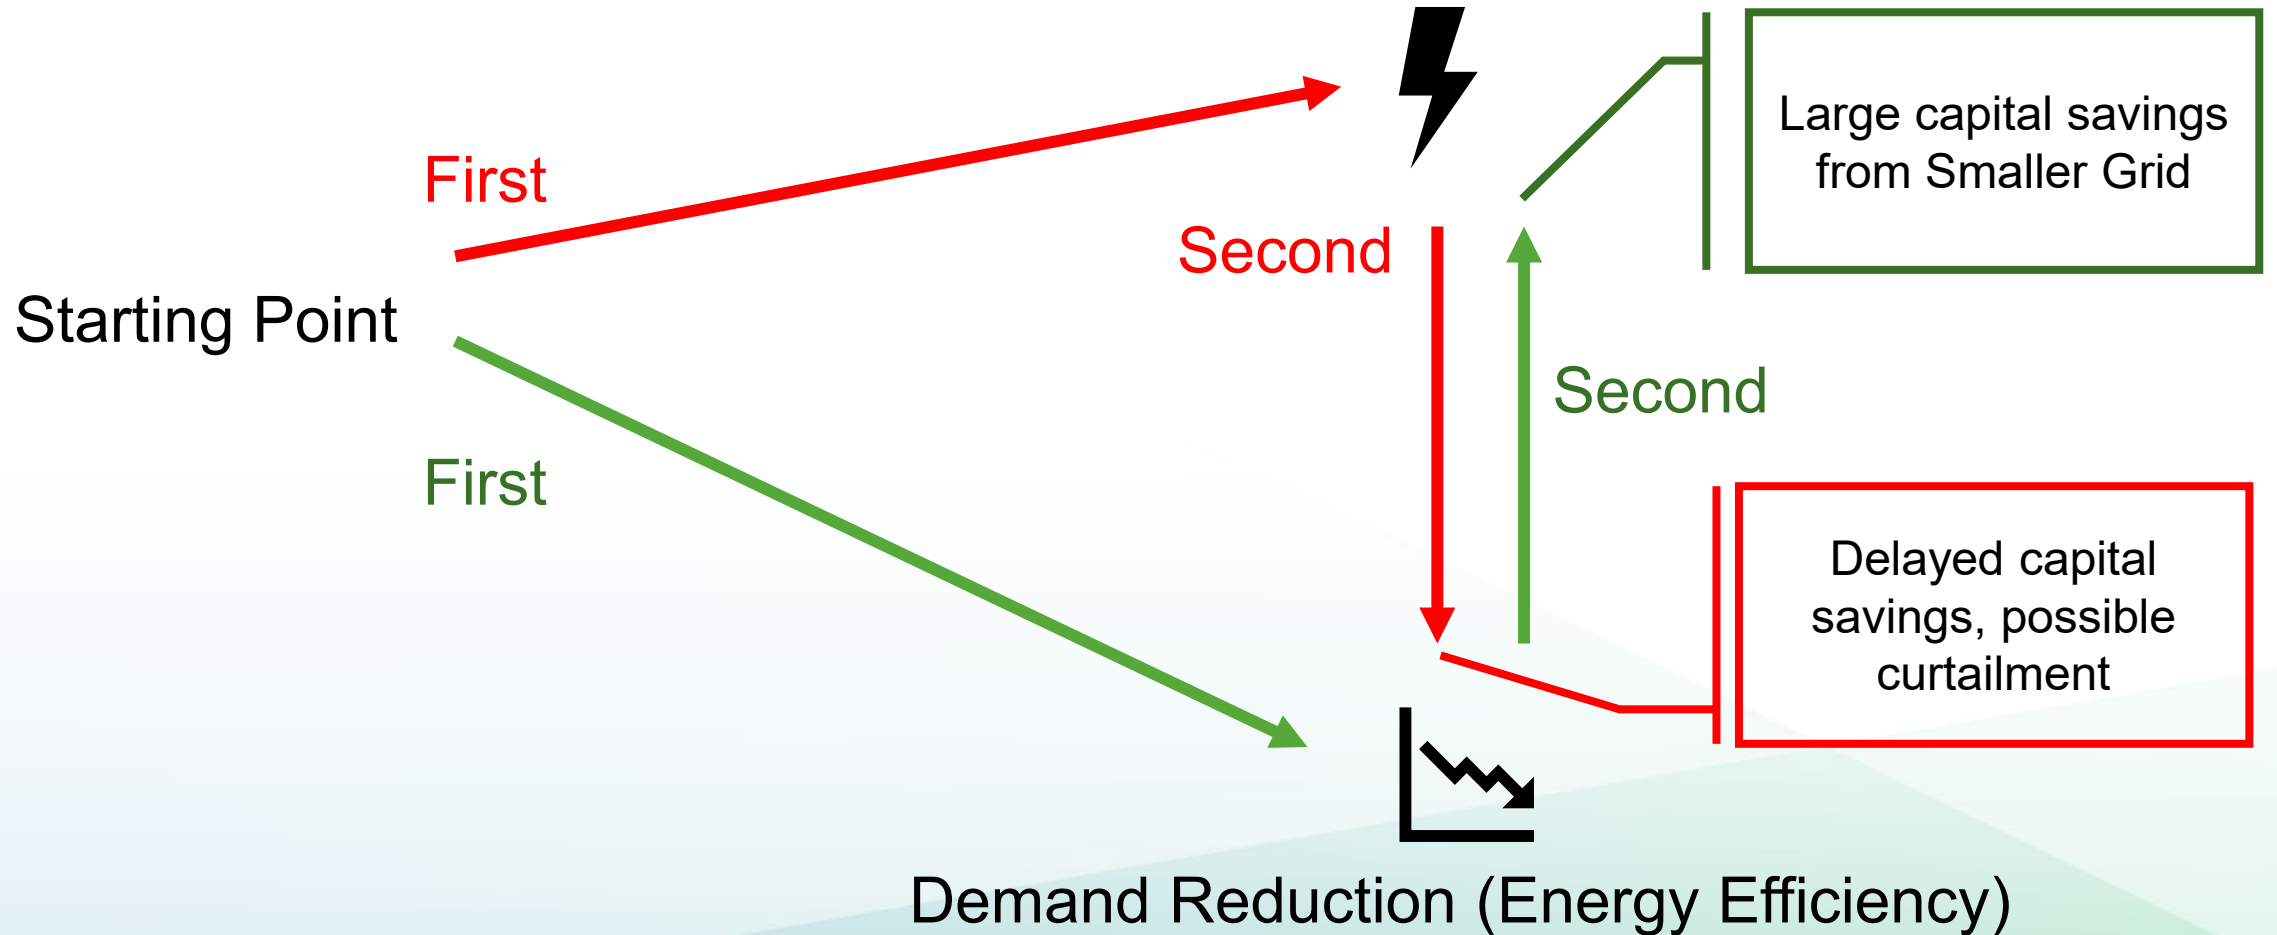 First
Second
Starting Point
First
Second
Large capital savings
from Smaller Grid
Delayed capital
savings, possible
curtailment
Demand Reduction (Energy Efficiency)